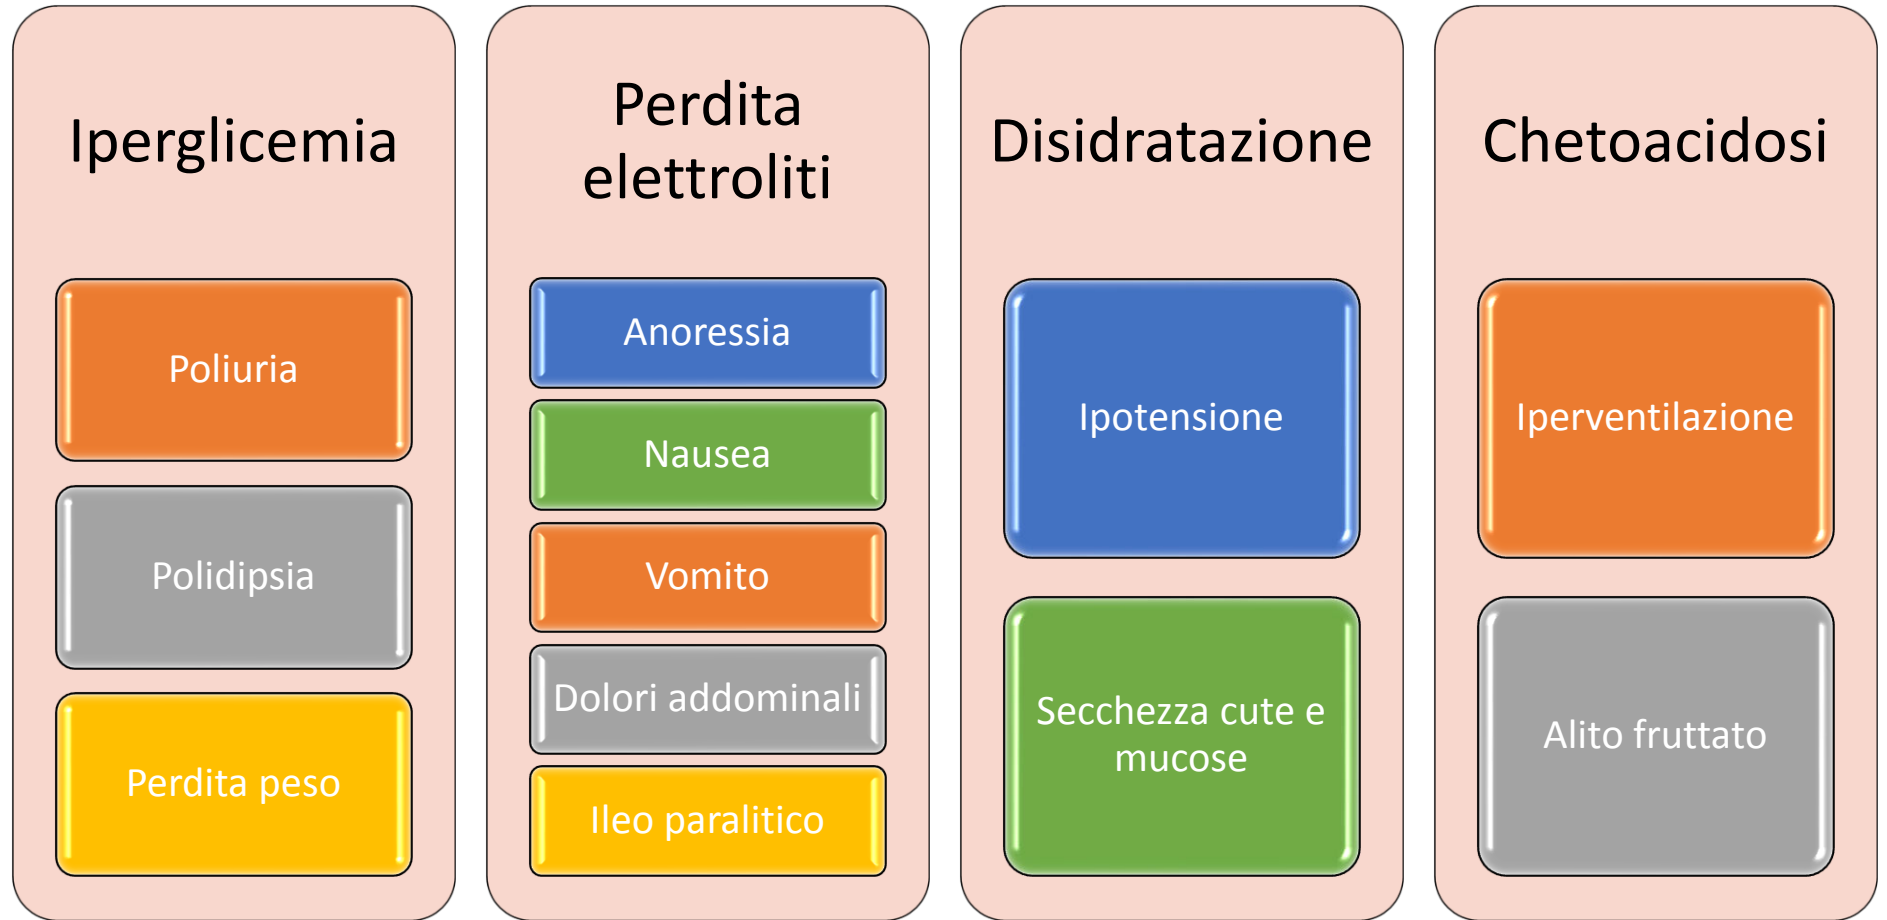 Iperglicemia
Poliuria
Polidipsia
Perdita peso
Perdita
elettroliti
Anoressia
Nausea
Vomito
Dolori addominali
Ileo paralitico
Disidratazione
Ipotensione
Secchezza cute e
mucose
Chetoacidosi
Iperventilazione
Alito fruttato